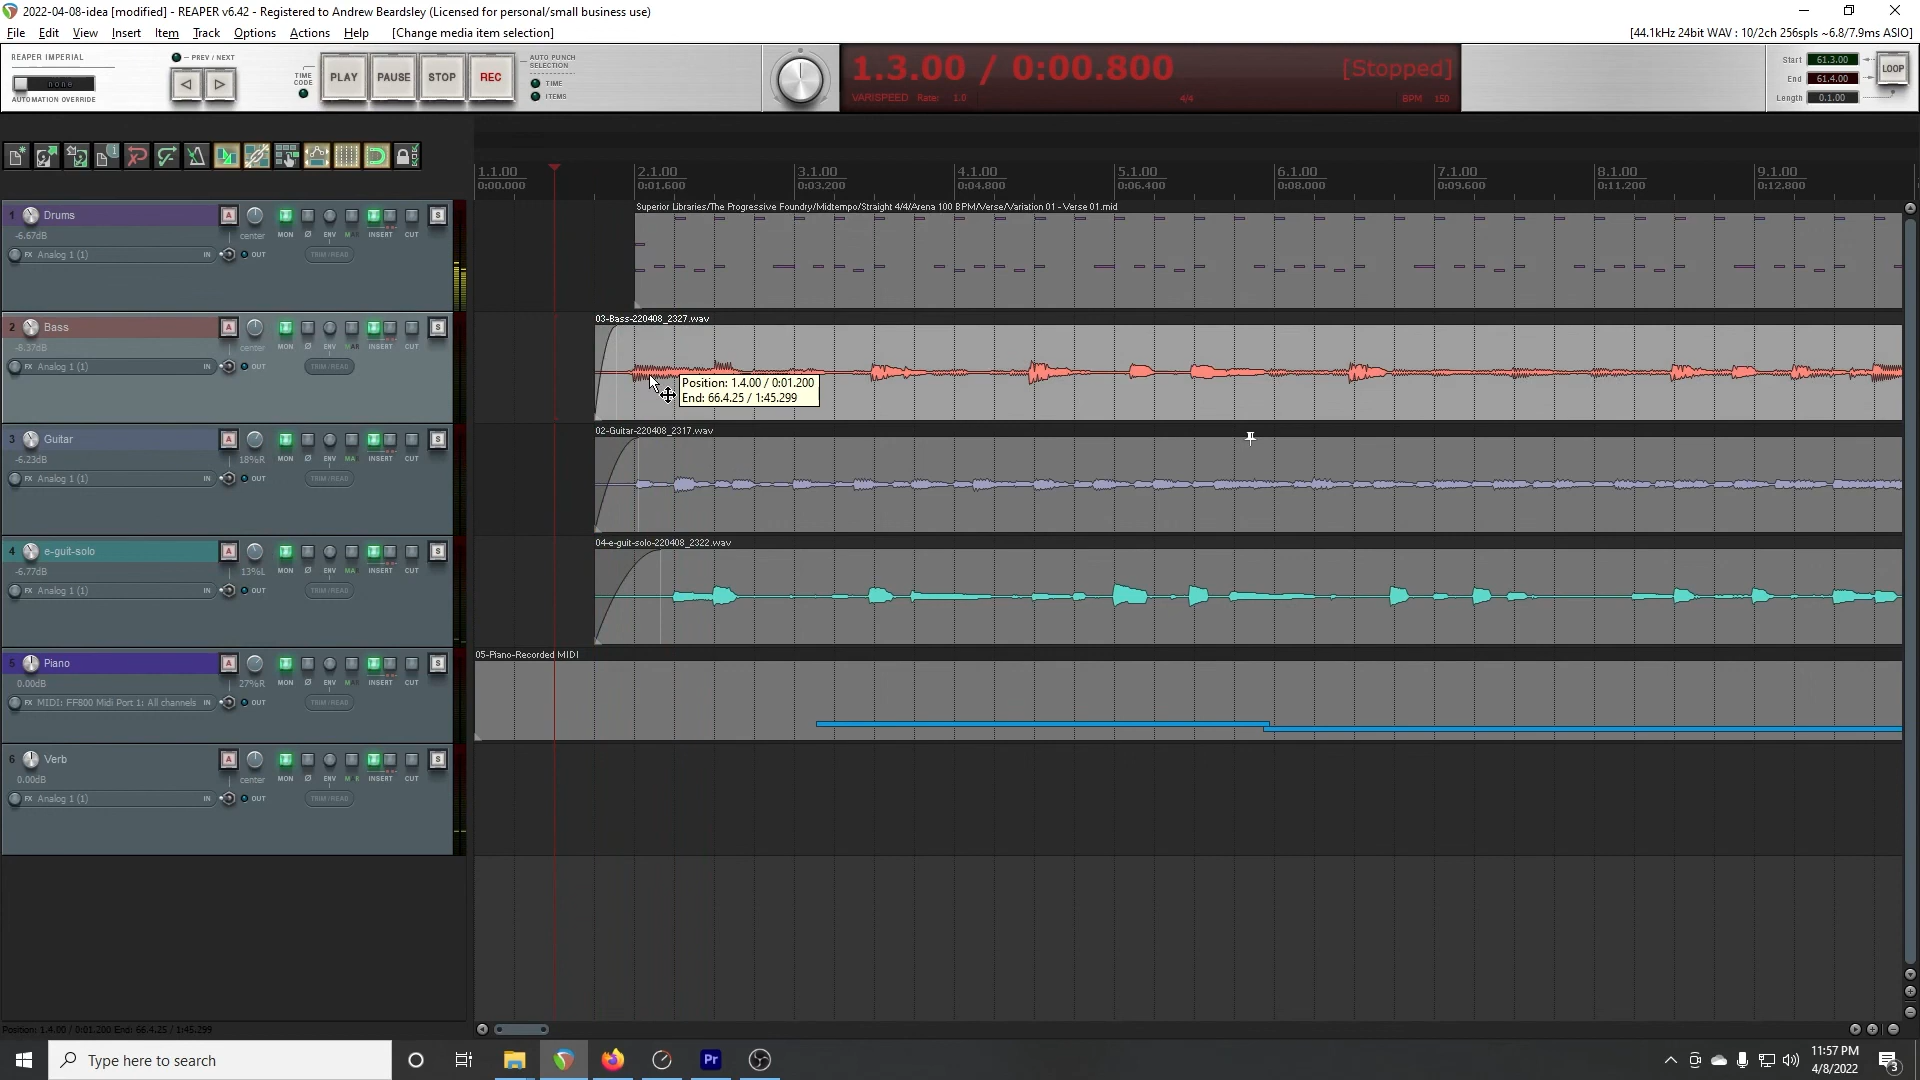 2022-04-08-idea [modified] - REAPER v6.42 - Registered to Andrew Beardsley (Licensed for personal/small business use)
File Edit View Insert Item Track Options Actions Help [Change media item selection]
[44.1kHz 24bit WAV : 10/2ch 256spls ~6.8/7.9ms ASIO]
REAPER IMPERIAL
none
AUTOMATION OVERRIDE
PREV / NEXT
TIME CODE
PLAY PAUSE STOP REC
AUTO PUNCH SELECTION
TIME
ITEMS
1.3.00 / 0:00.800 [Stopped]
VARISPEED Rate: 1.0 4/4 BPM 150
Start 61.3.00
End 61.4.00
Length 0.1.00
LOOP
1.1.00 2.1.00 3.1.00 4.1.00 5.1.00 6.1.00 7.1.00 8.1.00 9.1.00
0:00.000 0:01.600 0:03.200 0:04.800 0:06.400 0:08.000 0:09.600 0:11.200 0:12.800
1 Drums A S
-6.67dB center MON Ø ENV INSERT CUT
FX Analog 1 (1) IN OUT TRIM/READ
Superior Libraries/The Progressive Foundry/Midtempo/Straight 4/4/Arena 100 BPM/Verse/Variation 01 - Verse 01.mid
2 Bass A S
-8.37dB center MON Ø ENV INSERT CUT
FX Analog 1 (1) IN OUT TRIM/READ
03-Bass-220408_2327.wav
Position: 1.4.00 / 0:01.200
End: 66.4.25 / 1:45.299
3 Guitar A S
-6.23dB 18%R MON Ø ENV INSERT CUT
FX Analog 1 (1) IN OUT TRIM/READ
02-Guitar-220408_2317.wav
4 e-guit-solo A S
-6.77dB 13%L MON Ø ENV INSERT CUT
FX Analog 1 (1) IN OUT TRIM/READ
04-e-guit-solo-220408_2322.wav
5 Piano A S
0.00dB 27%R MON Ø ENV INSERT CUT
FX MIDI: FF800 Midi Port 1: All channels IN OUT TRIM/READ
05-Piano-Recorded MIDI
6 Verb A S
0.00dB center MON Ø ENV INSERT CUT
FX Analog 1 (1) IN OUT TRIM/READ
Position: 1.4.00 / 0:01.200 End: 66.4.25 / 1:45.299
Type here to search
Pr
11:57 PM
4/8/2022
3